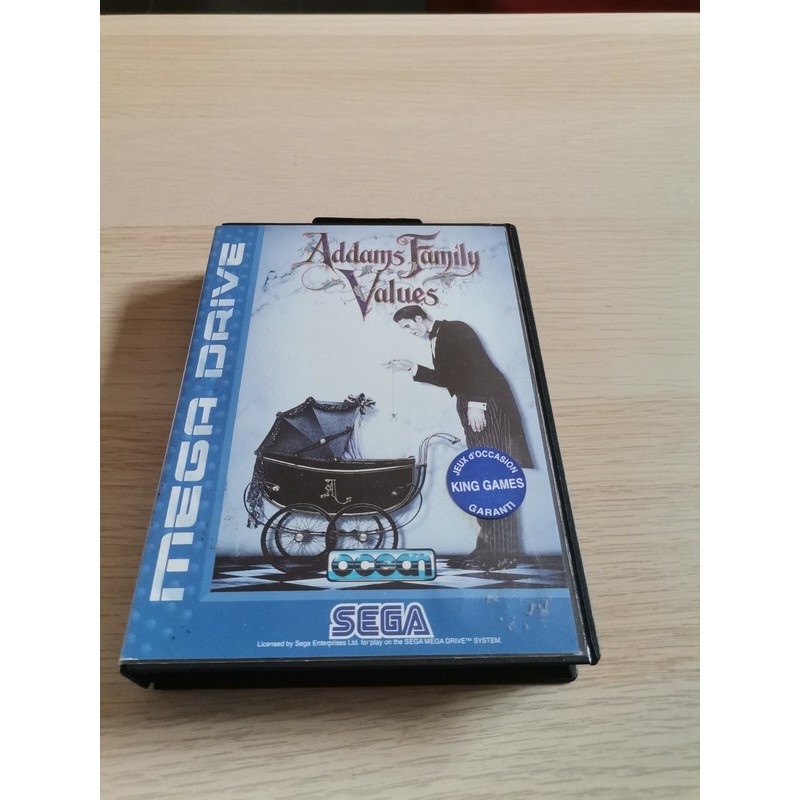 Addams Family
Values
MEGA DRIVE
JEUX d'OCCASION
KING GAMES
GARANTI
ocean
SEGA
Licensed by Sega Enterprises Ltd. for play on the SEGA MEGA DRIVE™ SYSTEM.